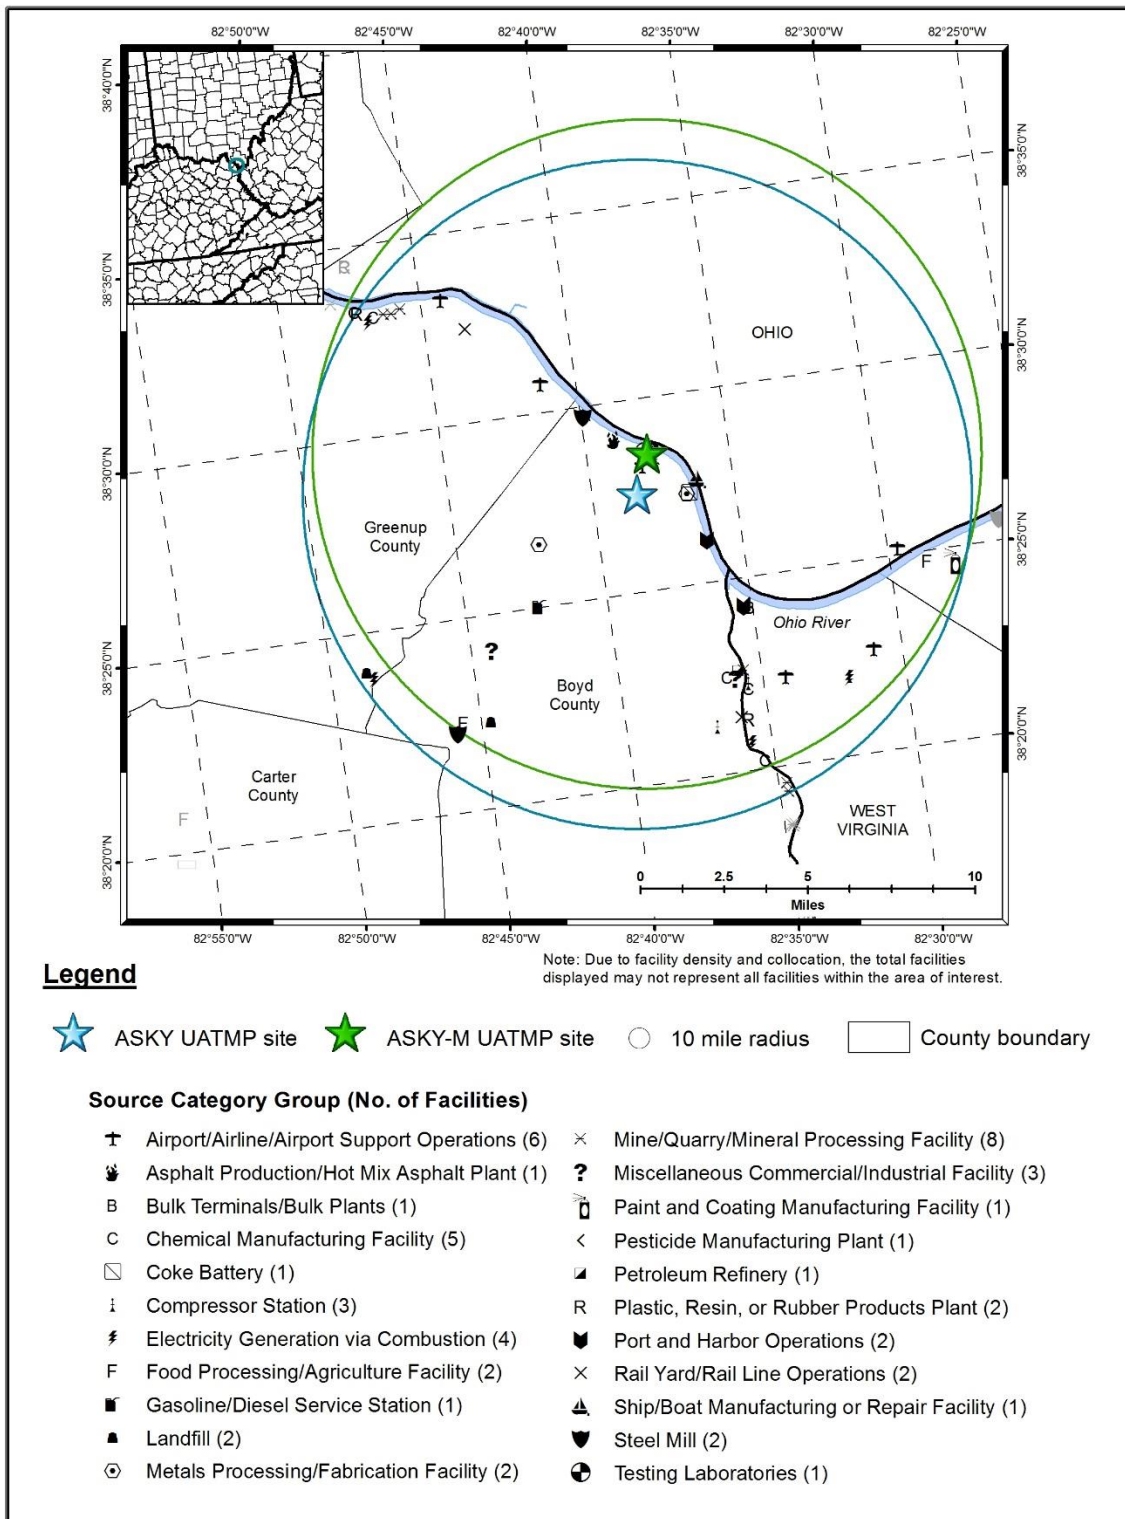 82°50'0"W 82°45'0"W 82°40'0"W 82°35'0"W 82°30'0"W 82°25'0"W
38°40'0"N
38°35'0"N
38°35'0"N
R
38°30'0"N
OHIO
R C
38°30'0"N
Greenup
County
38°25'0"N
F
B
Ohio River
?
38°25'0"N
C ?
C
Boyd
County
R
F
38°20'0"N
C
Carter
County
WEST
VIRGINIA
F
38°20'0"N
0 2.5 5 10
Miles
82°55'0"W 82°50'0"W 82°45'0"W 82°40'0"W 82°35'0"W 82°30'0"W
Note: Due to facility density and collocation, the total facilities
displayed may not represent all facilities within the area of interest.
Legend
ASKY UATMP site ASKY-M UATMP site 10 mile radius County boundary
Source Category Group (No. of Facilities)
Airport/Airline/Airport Support Operations (6)
Asphalt Production/Hot Mix Asphalt Plant (1)
B Bulk Terminals/Bulk Plants (1)
C Chemical Manufacturing Facility (5)
Coke Battery (1)
Compressor Station (3)
Electricity Generation via Combustion (4)
F Food Processing/Agriculture Facility (2)
Gasoline/Diesel Service Station (1)
Landfill (2)
Metals Processing/Fabrication Facility (2)
Mine/Quarry/Mineral Processing Facility (8)
? Miscellaneous Commercial/Industrial Facility (3)
Paint and Coating Manufacturing Facility (1)
Pesticide Manufacturing Plant (1)
Petroleum Refinery (1)
R Plastic, Resin, or Rubber Products Plant (2)
Port and Harbor Operations (2)
Rail Yard/Rail Line Operations (2)
Ship/Boat Manufacturing or Repair Facility (1)
Steel Mill (2)
Testing Laboratories (1)